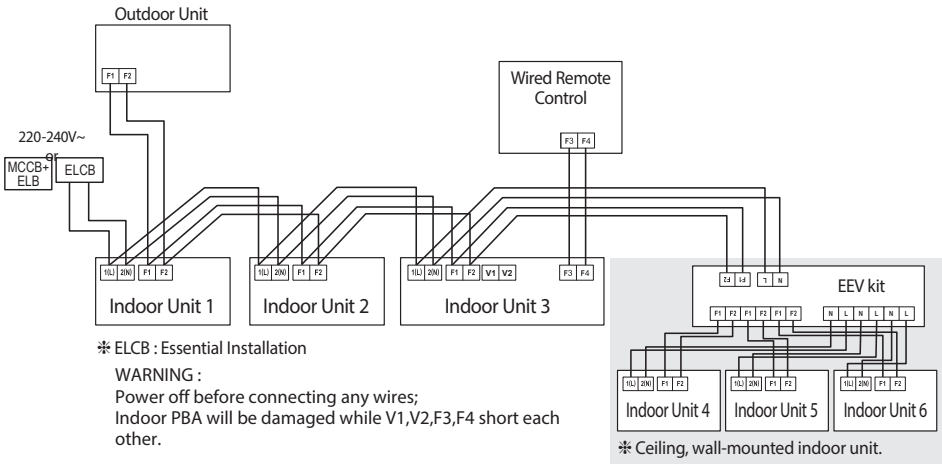 Outdoor Unit
F1 F2
Wired Remote
Control
F3 F4
220-240V~
or
MCCB+
ELB
ELCB
1(L) 2(N) F1 F2
Indoor Unit 1
1(L) 2(N) F1 F2
Indoor Unit 2
1(L) 2(N) F1 F2 V1 V2 F3 F4
Indoor Unit 3
F2 F1 L N
EEV kit
F1 F2 F1 F2 F1 F2 N L N L N L
1(L) 2(N) F1 F2
Indoor Unit 4
1(L) 2(N) F1 F2
Indoor Unit 5
1(L) 2(N) F1 F2
Indoor Unit 6
❈ ELCB : Essential Installation
WARNING :
Power off before connecting any wires;
Indoor PBA will be damaged while V1,V2,F3,F4 short each
other.
❈ Ceiling, wall-mounted indoor unit.